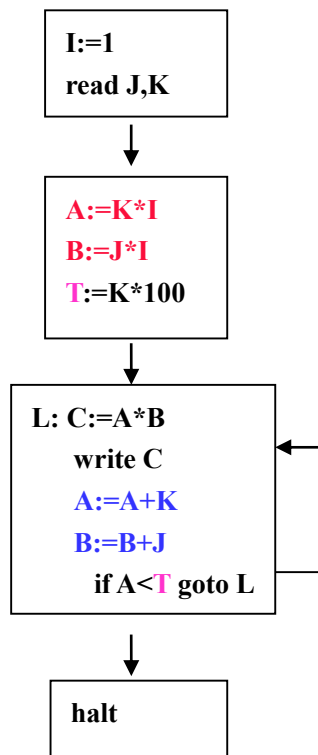 I:=1
read J,K
A:=K*I
B:=J*I
T:=K*100
L: C:=A*B
write C
A:=A+K
B:=B+J
if A<T goto L
halt